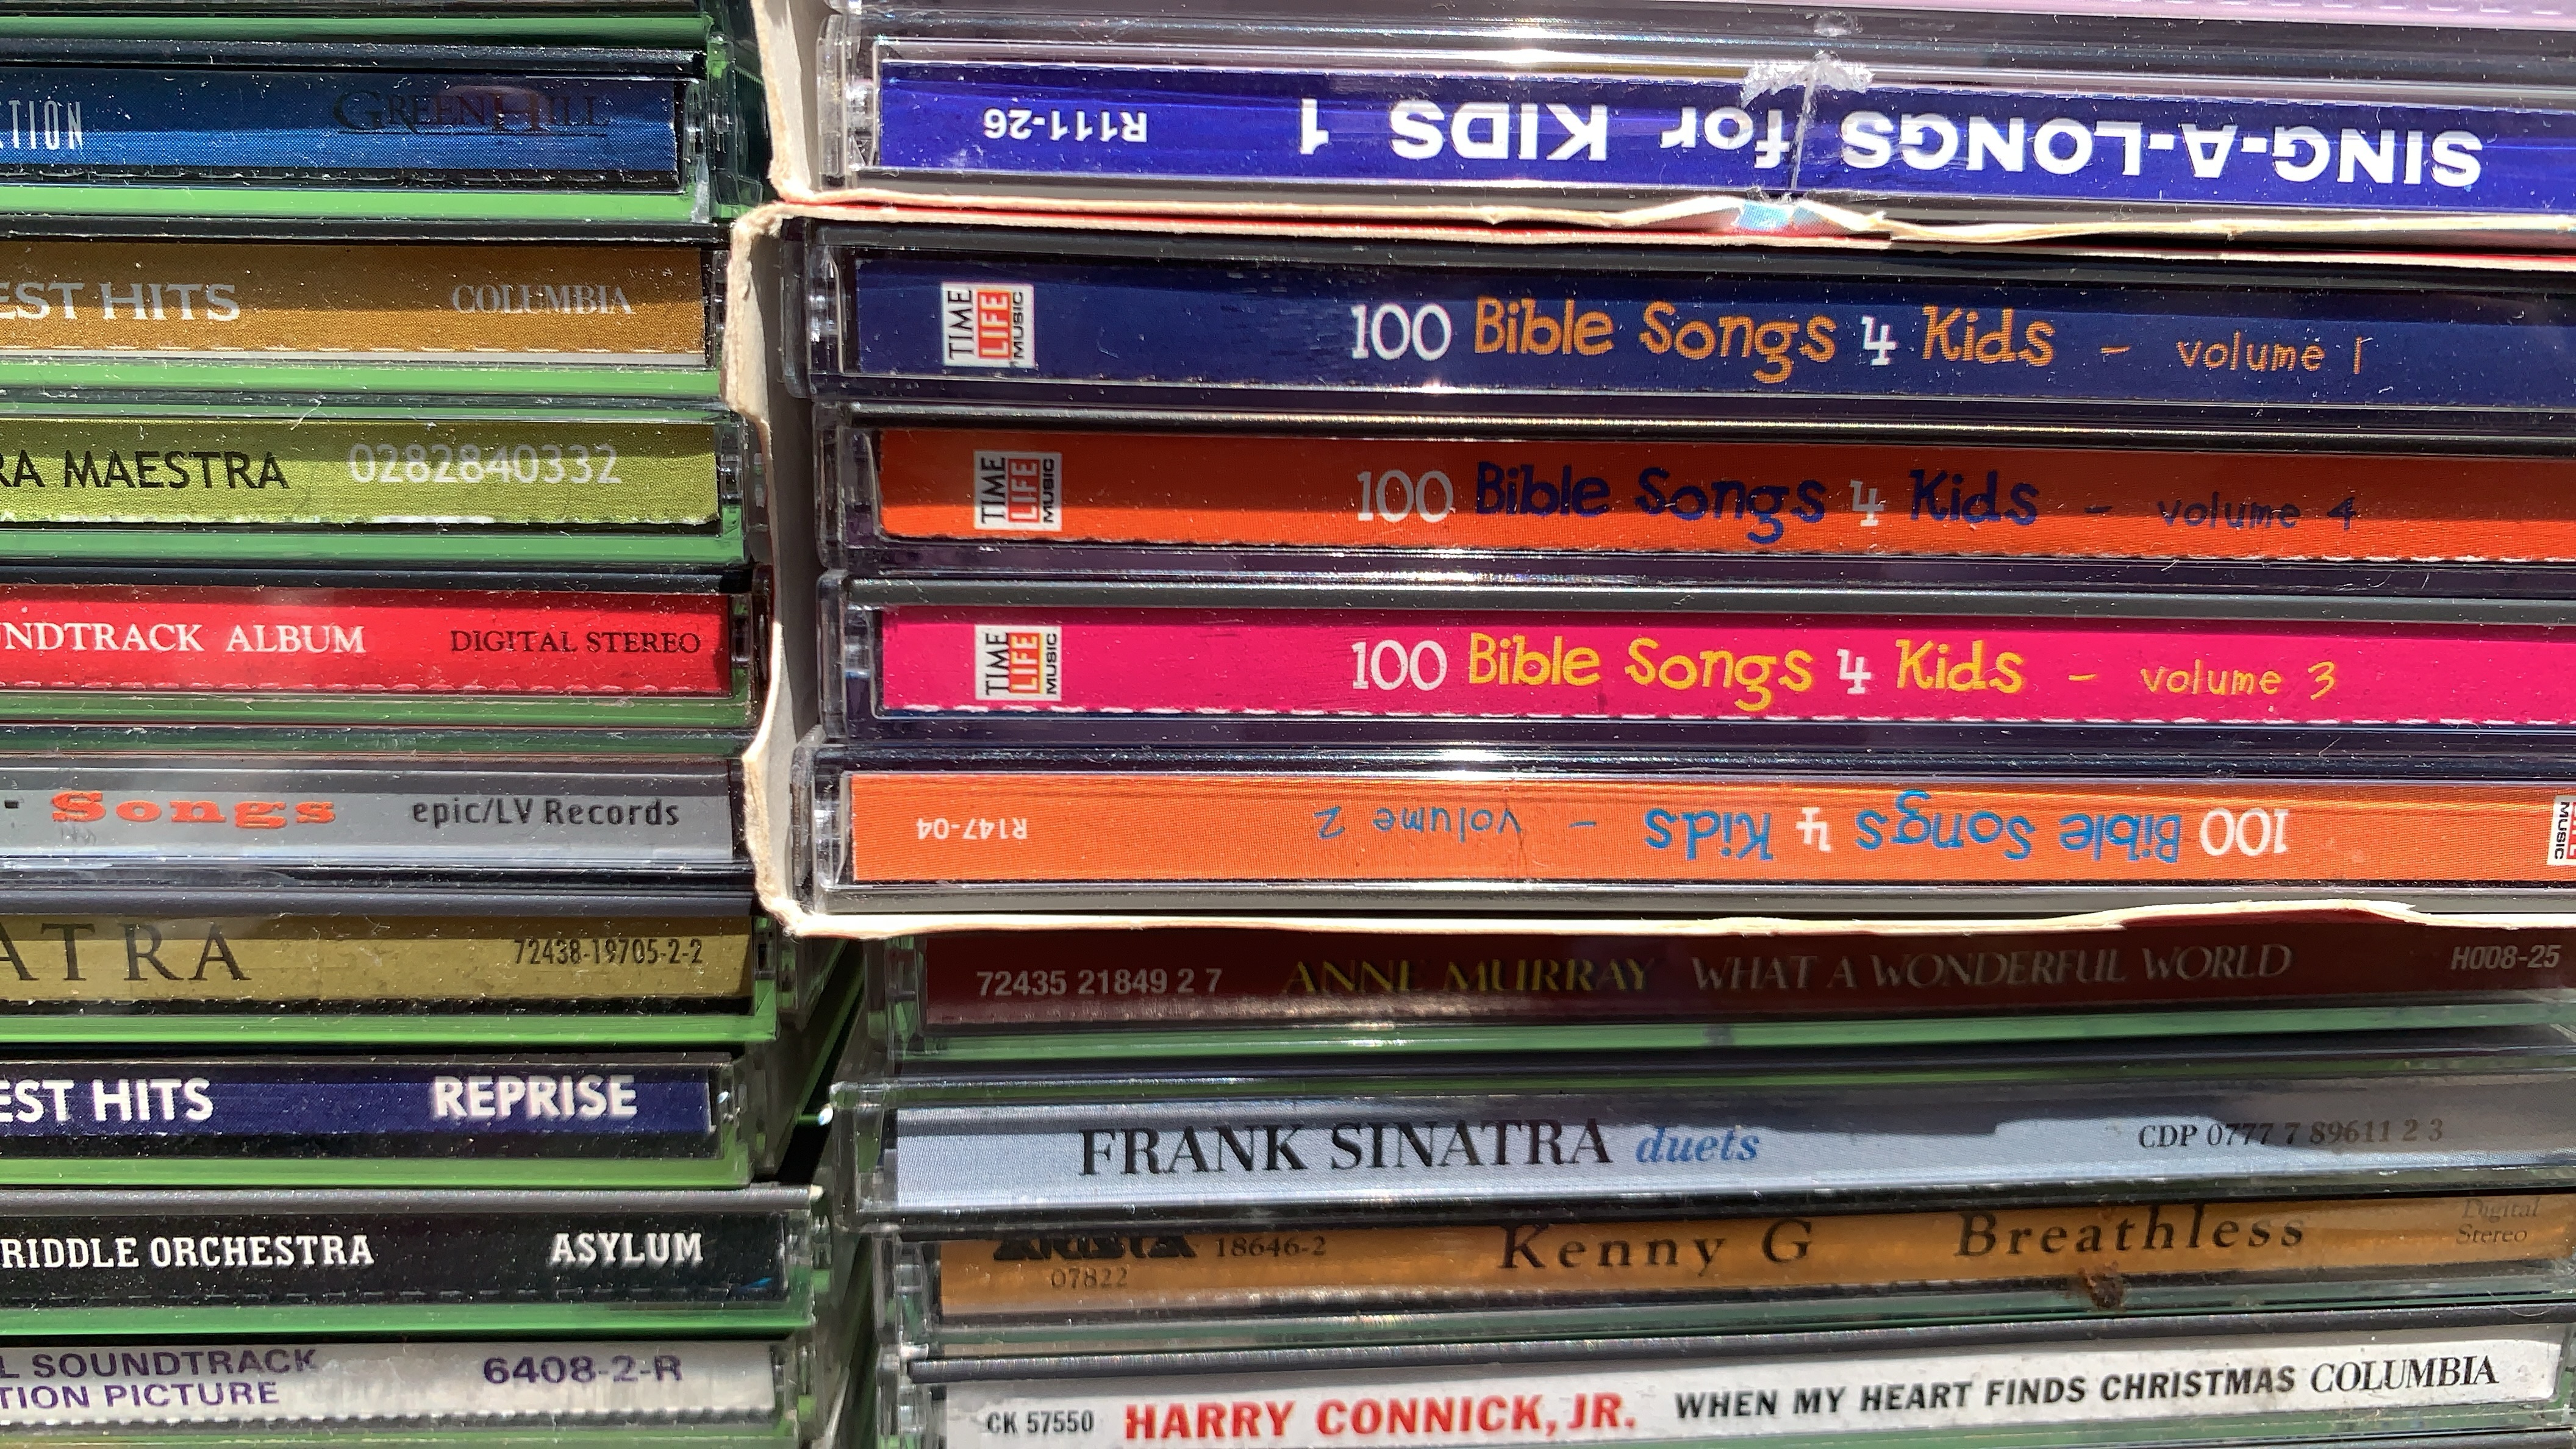 TION GREENHILL
EST HITS COLUMBIA
RA MAESTRA 0282840332
NDTRACK ALBUM DIGITAL STEREO
- Songs epic/LV Records
ATRA 72438-19705-2-2
EST HITS REPRISE
RIDDLE ORCHESTRA ASYLUM
L SOUNDTRACK 6408-2-R
TION PICTURE
SING-A-LONGS for KIDS 1 R111-26
TIME LIFE MUSIC 100 Bible Songs 4 Kids - volume 1
TIME LIFE MUSIC 100 Bible Songs 4 Kids - volume 4
TIME LIFE MUSIC 100 Bible Songs 4 Kids - volume 3
MUSIC 100 Bible Songs 4 Kids - volume 2 R147-04
72435 21849 2 7 ANNE MURRAY WHAT A WONDERFUL WORLD H008-25
FRANK SINATRA duets CDP 0777 7 89611 2 3
ARISTA 18646-2 Kenny G Breathless Digital
07822 Stereo
CK 57550 HARRY CONNICK, JR. WHEN MY HEART FINDS CHRISTMAS COLUMBIA